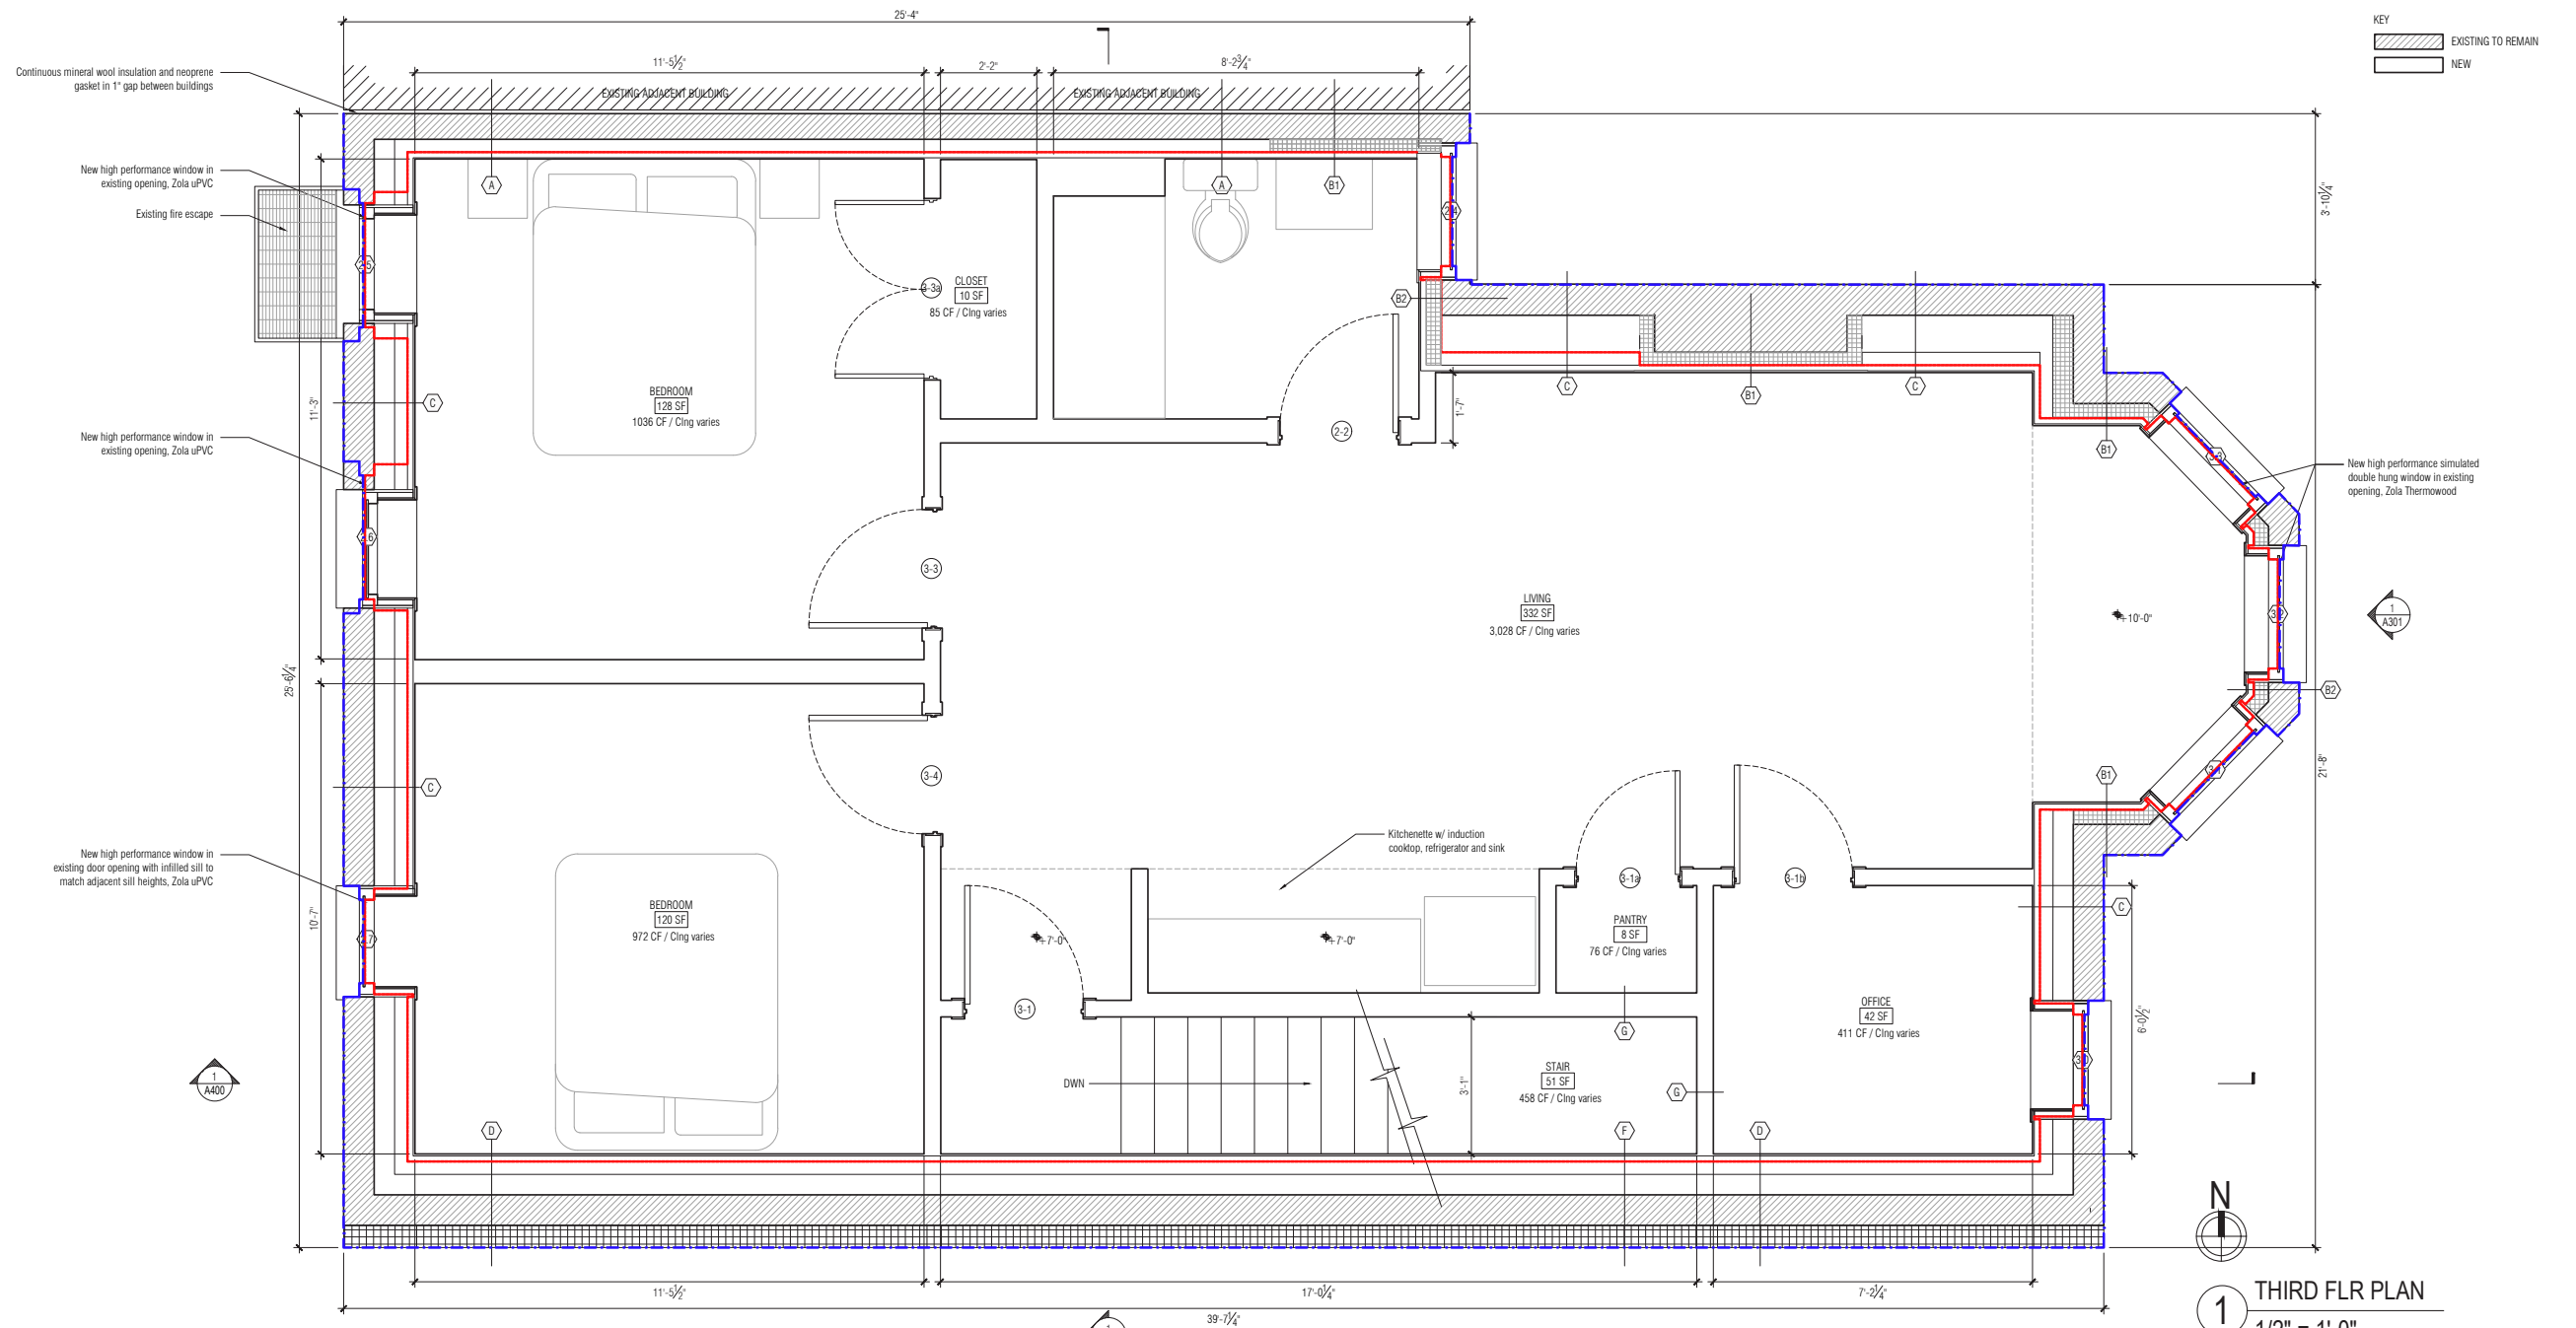 25'-4"
KEY
EXISTING TO REMAIN
NEW
11'-5½"
2'-2"
8'-2¾"
Continuous mineral wool insulation and neoprene
gasket in 1" gap between buildings
EXISTING ADJACENT BUILDING
EXISTING ADJACENT BUILDING
New high performance window in
existing opening, Zola uPVC
Existing fire escape
A
A
B1
3'-10¼"
CLOSET
10 SF
85 CF / Clng varies
3-3a
B2
BEDROOM
128 SF
1036 CF / Clng varies
11'-3"
C
C
B1
C
1'-7"
2-2
B1
New high performance window in
existing opening, Zola uPVC
New high performance simulated
double hung window in existing
opening, Zola Thermowood
3-3
LIVING
332 SF
3,028 CF / Clng varies
+10'-0"
1
A301
25'-6¼"
B2
3-4
C
B1
21'-8"
Kitchenette w/ induction
cooktop, refrigerator and sink
New high performance window in
existing door opening with infilled sill to
match adjacent sill heights, Zola uPVC
3-1a
3-1b
BEDROOM
120 SF
972 CF / Clng varies
10'-7"
+7'-0"
+7'-0"
PANTRY
8 SF
76 CF / Clng varies
C
3-1
G
OFFICE
42 SF
411 CF / Clng varies
6'-0½"
1
A400
DWN
3'-1"
STAIR
51 SF
458 CF / Clng varies
G
D
F
D
N
11'-5½"
17'-0¼"
7'-2¼"
39'-7¼"
1
THIRD FLR PLAN